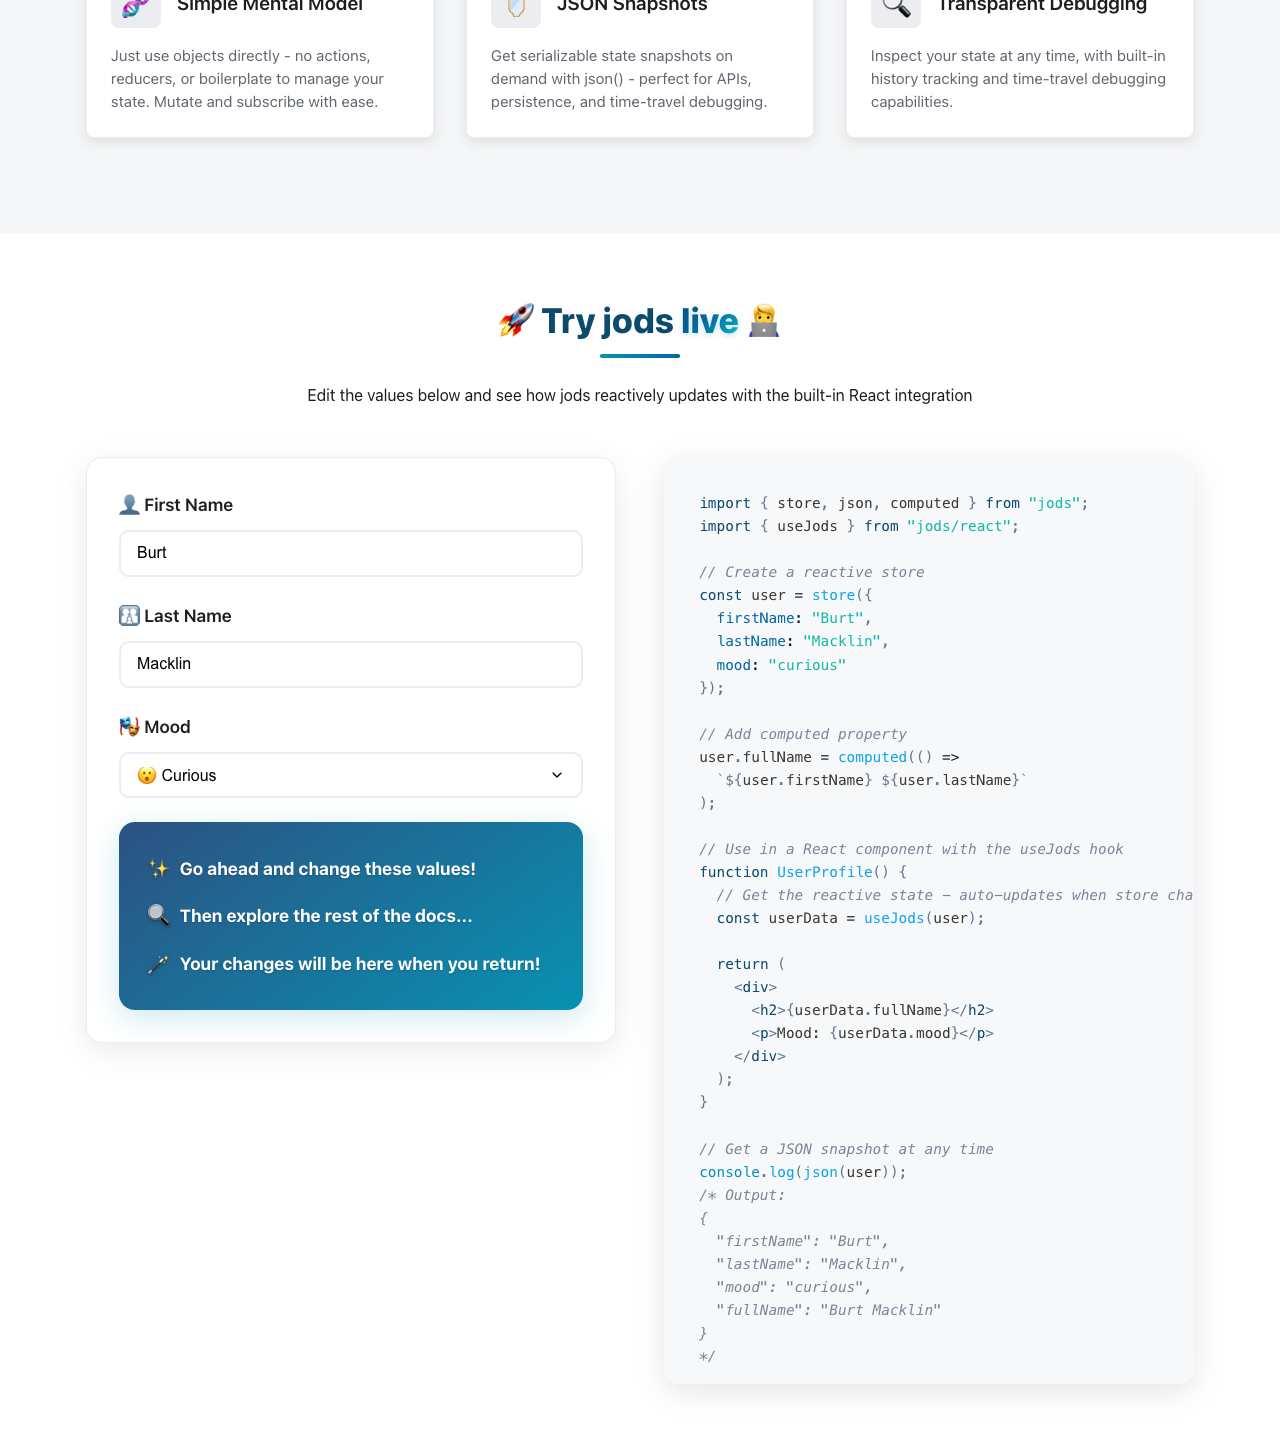 Simple Mental Model
Just use objects directly - no actions,
reducers, or boilerplate to manage your
state. Mutate and subscribe with ease.
JSON Snapshots
Get serializable state snapshots on
demand with json() - perfect for APIs,
persistence, and time-travel debugging.
Transparent Debugging
Inspect your state at any time, with built-in
history tracking and time-travel debugging
capabilities.
🚀 Try jods live 👨‍💻
Edit the values below and see how jods reactively updates with the built-in React integration
👤 First Name
Burt
Last Name
Macklin
🎭 Mood
😮 Curious
✨ Go ahead and change these values!
🔍 Then explore the rest of the docs...
🪄 Your changes will be here when you return!
import { store, json, computed } from "jods";
import { useJods } from "jods/react";
// Create a reactive store
const user = store({
  firstName: "Burt",
  lastName: "Macklin",
  mood: "curious"
});
// Add computed property
user.fullName = computed(() =>
  `${user.firstName} ${user.lastName}`
);
// Use in a React component with the useJods hook
function UserProfile() {
  // Get the reactive state – auto–updates when store cha
  const userData = useJods(user);
  return (
    <div>
      <h2>{userData.fullName}</h2>
      <p>Mood: {userData.mood}</p>
    </div>
  );
}
// Get a JSON snapshot at any time
console.log(json(user));
/* Output:
{
  "firstName": "Burt",
  "lastName": "Macklin",
  "mood": "curious",
  "fullName": "Burt Macklin"
}
*/